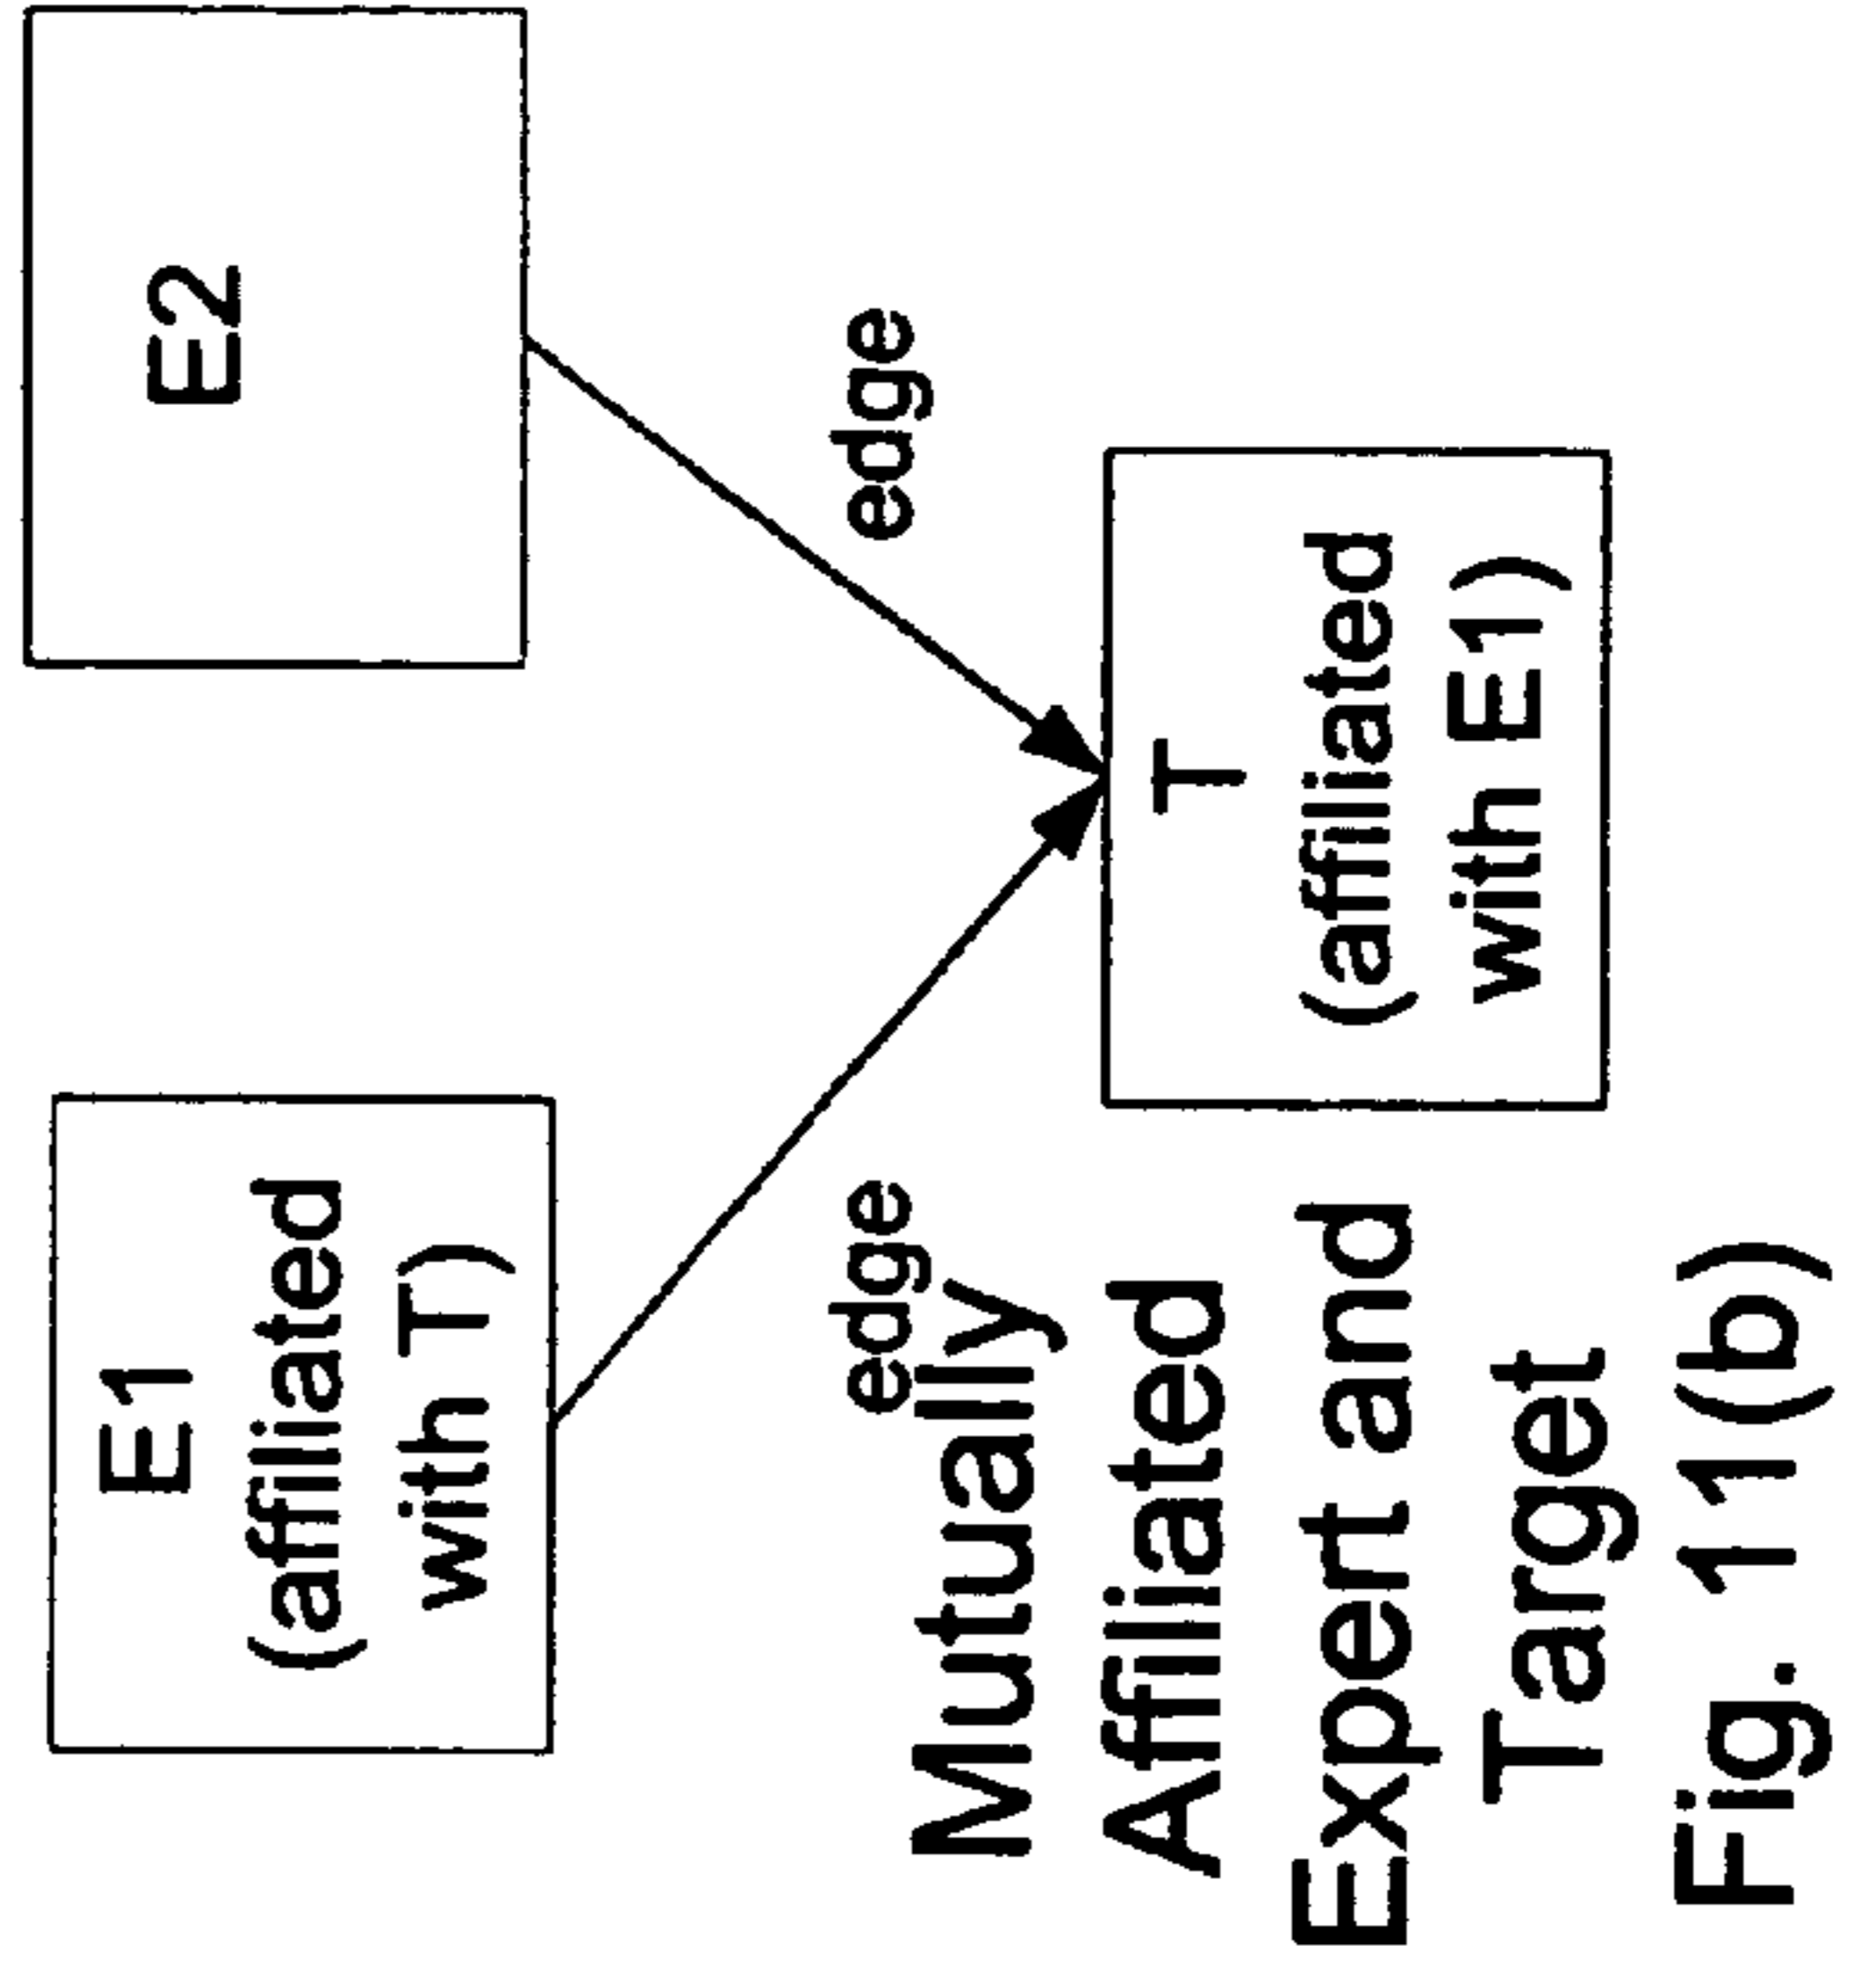 E1
(affiliated
with T)
E2
edge
edge
T
(affiliated
with E1)
Mutually
Affiliated
Expert and
Target
Fig. 11(b)